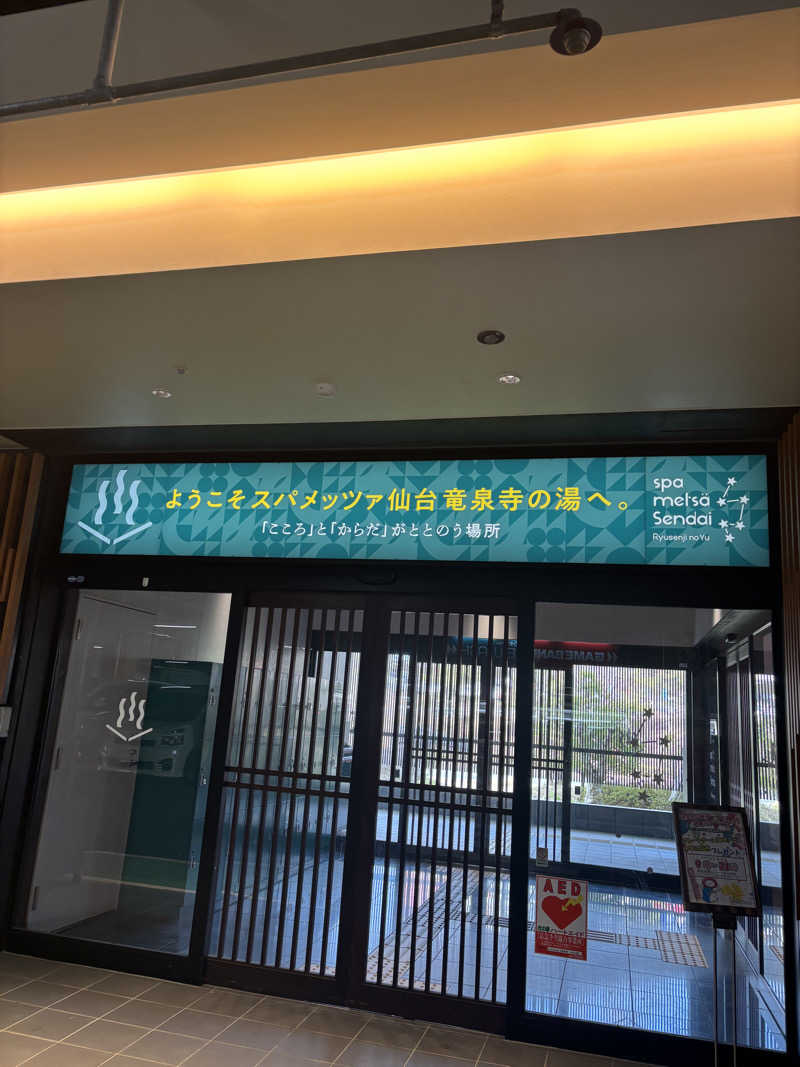 ようこそスパメッツァ仙台竜泉寺の湯へ。
「こころ」と「からだ」がととのう場所
spa
metsä
Sendai
Ryusenji no Yu
AED